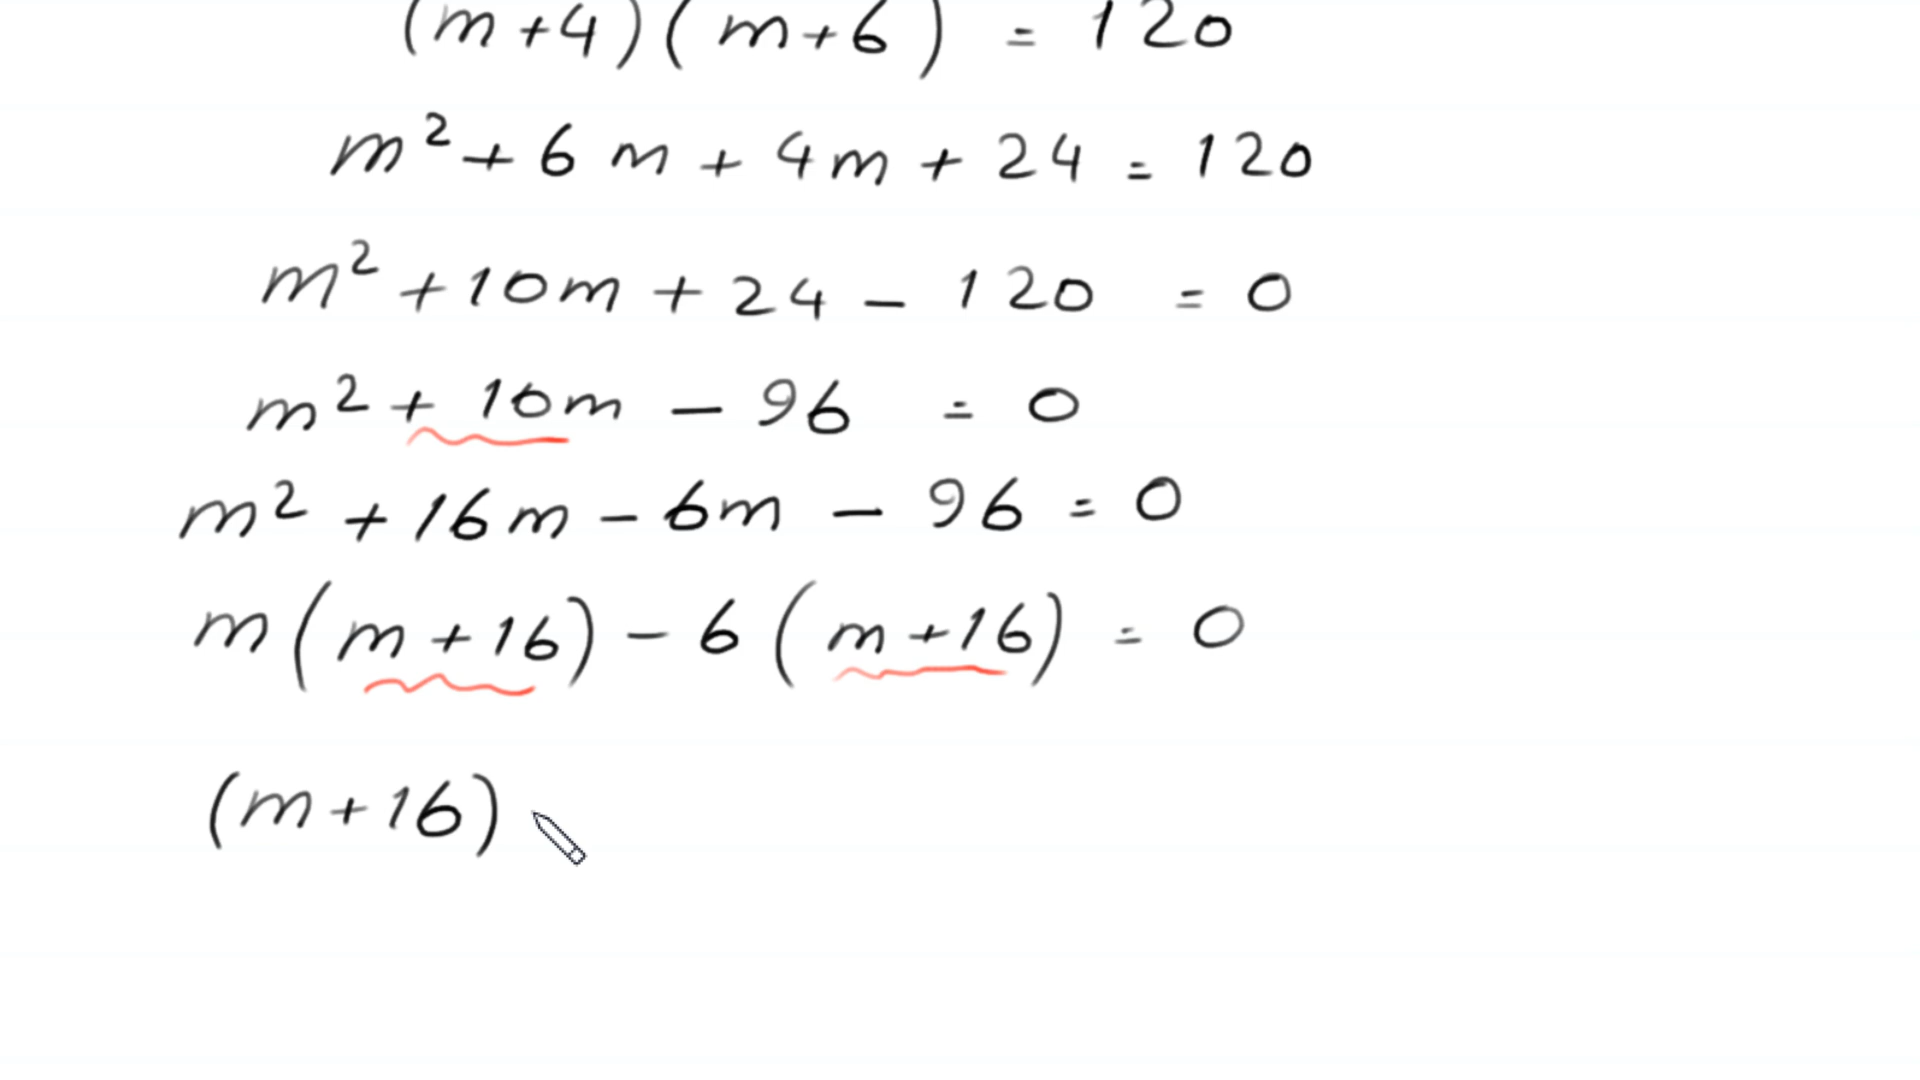 (m+4)(m+6) = 120
m² + 6m + 4m + 24 = 120
m² + 10m + 24 - 120 = 0
m² + 10m - 96 = 0
m² + 16m - 6m - 96 = 0
m(m+16) - 6(m+16) = 0
(m+16)